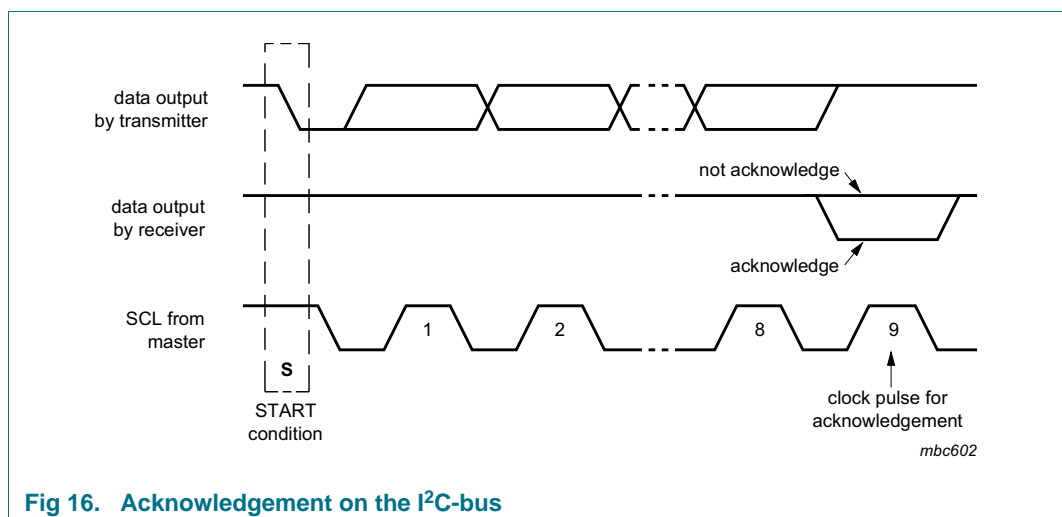 data output
by transmitter
not acknowledge
data output
by receiver
acknowledge
SCL from
master
1
2
8
9
S
START
condition
clock pulse for
acknowledgement
mbc602
Fig 16. Acknowledgement on the I²C-bus